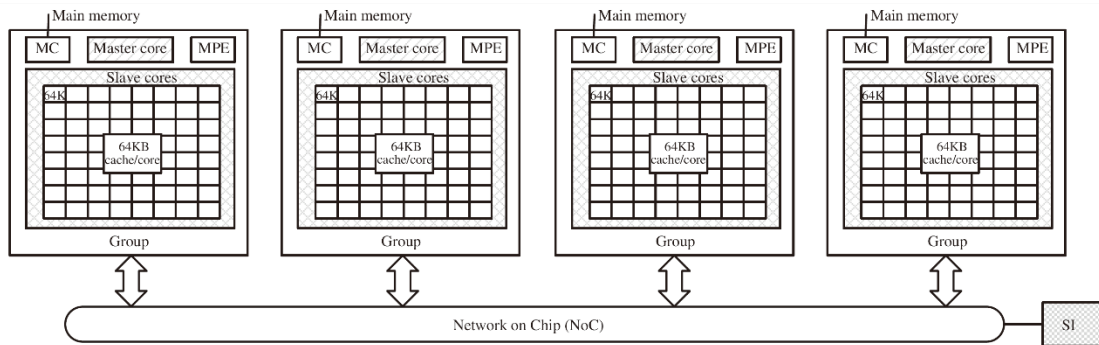 Main memory
MC
Master core
MPE
Slave cores
64K
64KB
cache/core
Group
Main memory
MC
Master core
MPE
Slave cores
64K
64KB
cache/core
Group
Main memory
MC
Master core
MPE
Slave cores
64K
64KB
cache/core
Group
Main memory
MC
Master core
MPE
Slave cores
64K
64KB
cache/core
Group
Network on Chip (NoC)
SI